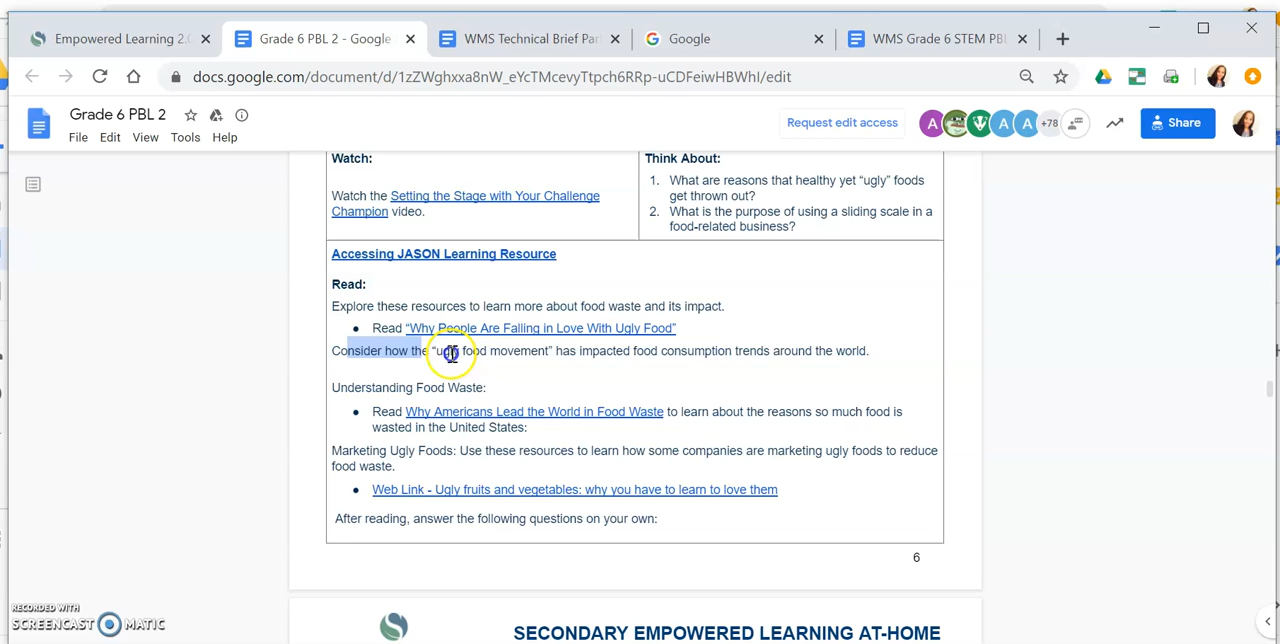 Empowered Learning 2.0
Grade 6 PBL 2 - Google
WMS Technical Brief Par
Google
WMS Grade 6 STEM PBL
docs.google.com/document/d/1zZWghxxa8nW_eYcTMcevyTtpch6RRp-uCDFeiwHBWhI/edit
Grade 6 PBL 2
File Edit View Tools Help
Request edit access
A
A
A
+78
Share
Watch:
Watch the Setting the Stage with Your Challenge
Champion video.
Think About:
1. What are reasons that healthy yet “ugly” foods
get thrown out?
2. What is the purpose of using a sliding scale in a
food-related business?
Accessing JASON Learning Resource
Read:
Explore these resources to learn more about food waste and its impact.
● Read “Why People Are Falling in Love With Ugly Food”
Consider how the “ugly food movement” has impacted food consumption trends around the world.
Understanding Food Waste:
● Read Why Americans Lead the World in Food Waste to learn about the reasons so much food is
wasted in the United States:
Marketing Ugly Foods: Use these resources to learn how some companies are marketing ugly foods to reduce
food waste.
● Web Link - Ugly fruits and vegetables: why you have to learn to love them
After reading, answer the following questions on your own:
6
SECONDARY EMPOWERED LEARNING AT-HOME
RECORDED WITH
SCREENCAST MATIC